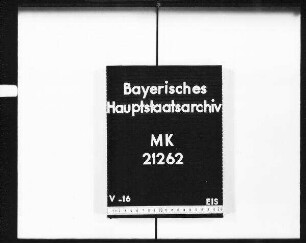 Bayerisches
Hauptstaatsarchiv
MK
21262
V -16 EIS